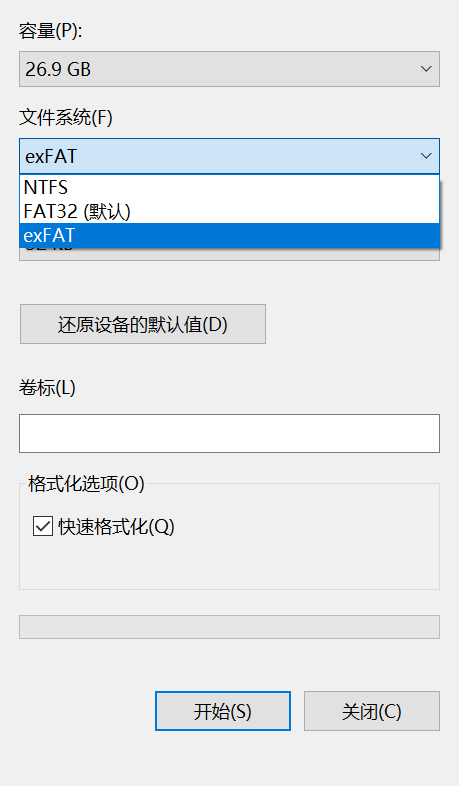 容量(P):
26.9 GB
文件系统(F)
exFAT
NTFS
FAT32 (默认)
exFAT
还原设备的默认值(D)
卷标(L)
格式化选项(O)
快速格式化(Q)
开始(S)
关闭(C)